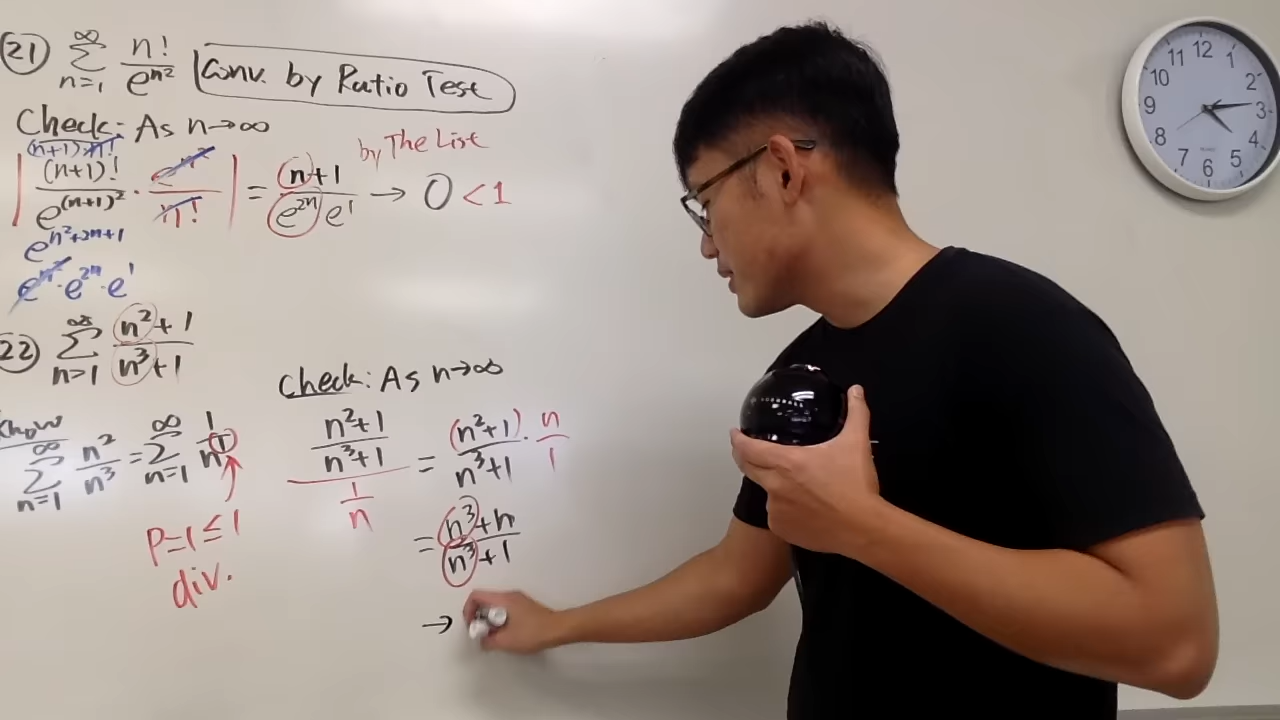 (21) ∞ Σ n=1 n!/e^(n²) Conv. by Ratio Test
Check: As n→∞
(n+1)·n!
| (n+1)!/e^((n+1)²) · e^(n²)/n! | = (n+1)/(e^(2n) e^1) → 0 < 1
by The List
e^(n²+2n+1)
e^(n²)·e^(2n)·e^1
(22) ∞ Σ n>1 (n²+1)/(n³+1)
Check: As n→∞
Know
∞ Σ n=1 n²/n³ = ∞ Σ n=1 1/n^1
P=1≤1
div.
((n²+1)/(n³+1))/(1/n) = (n²+1)/(n³+1) · n/1
= (n³+n)/(n³+1)
→
12
1
2
3
4
5
6
7
8
9
10
11